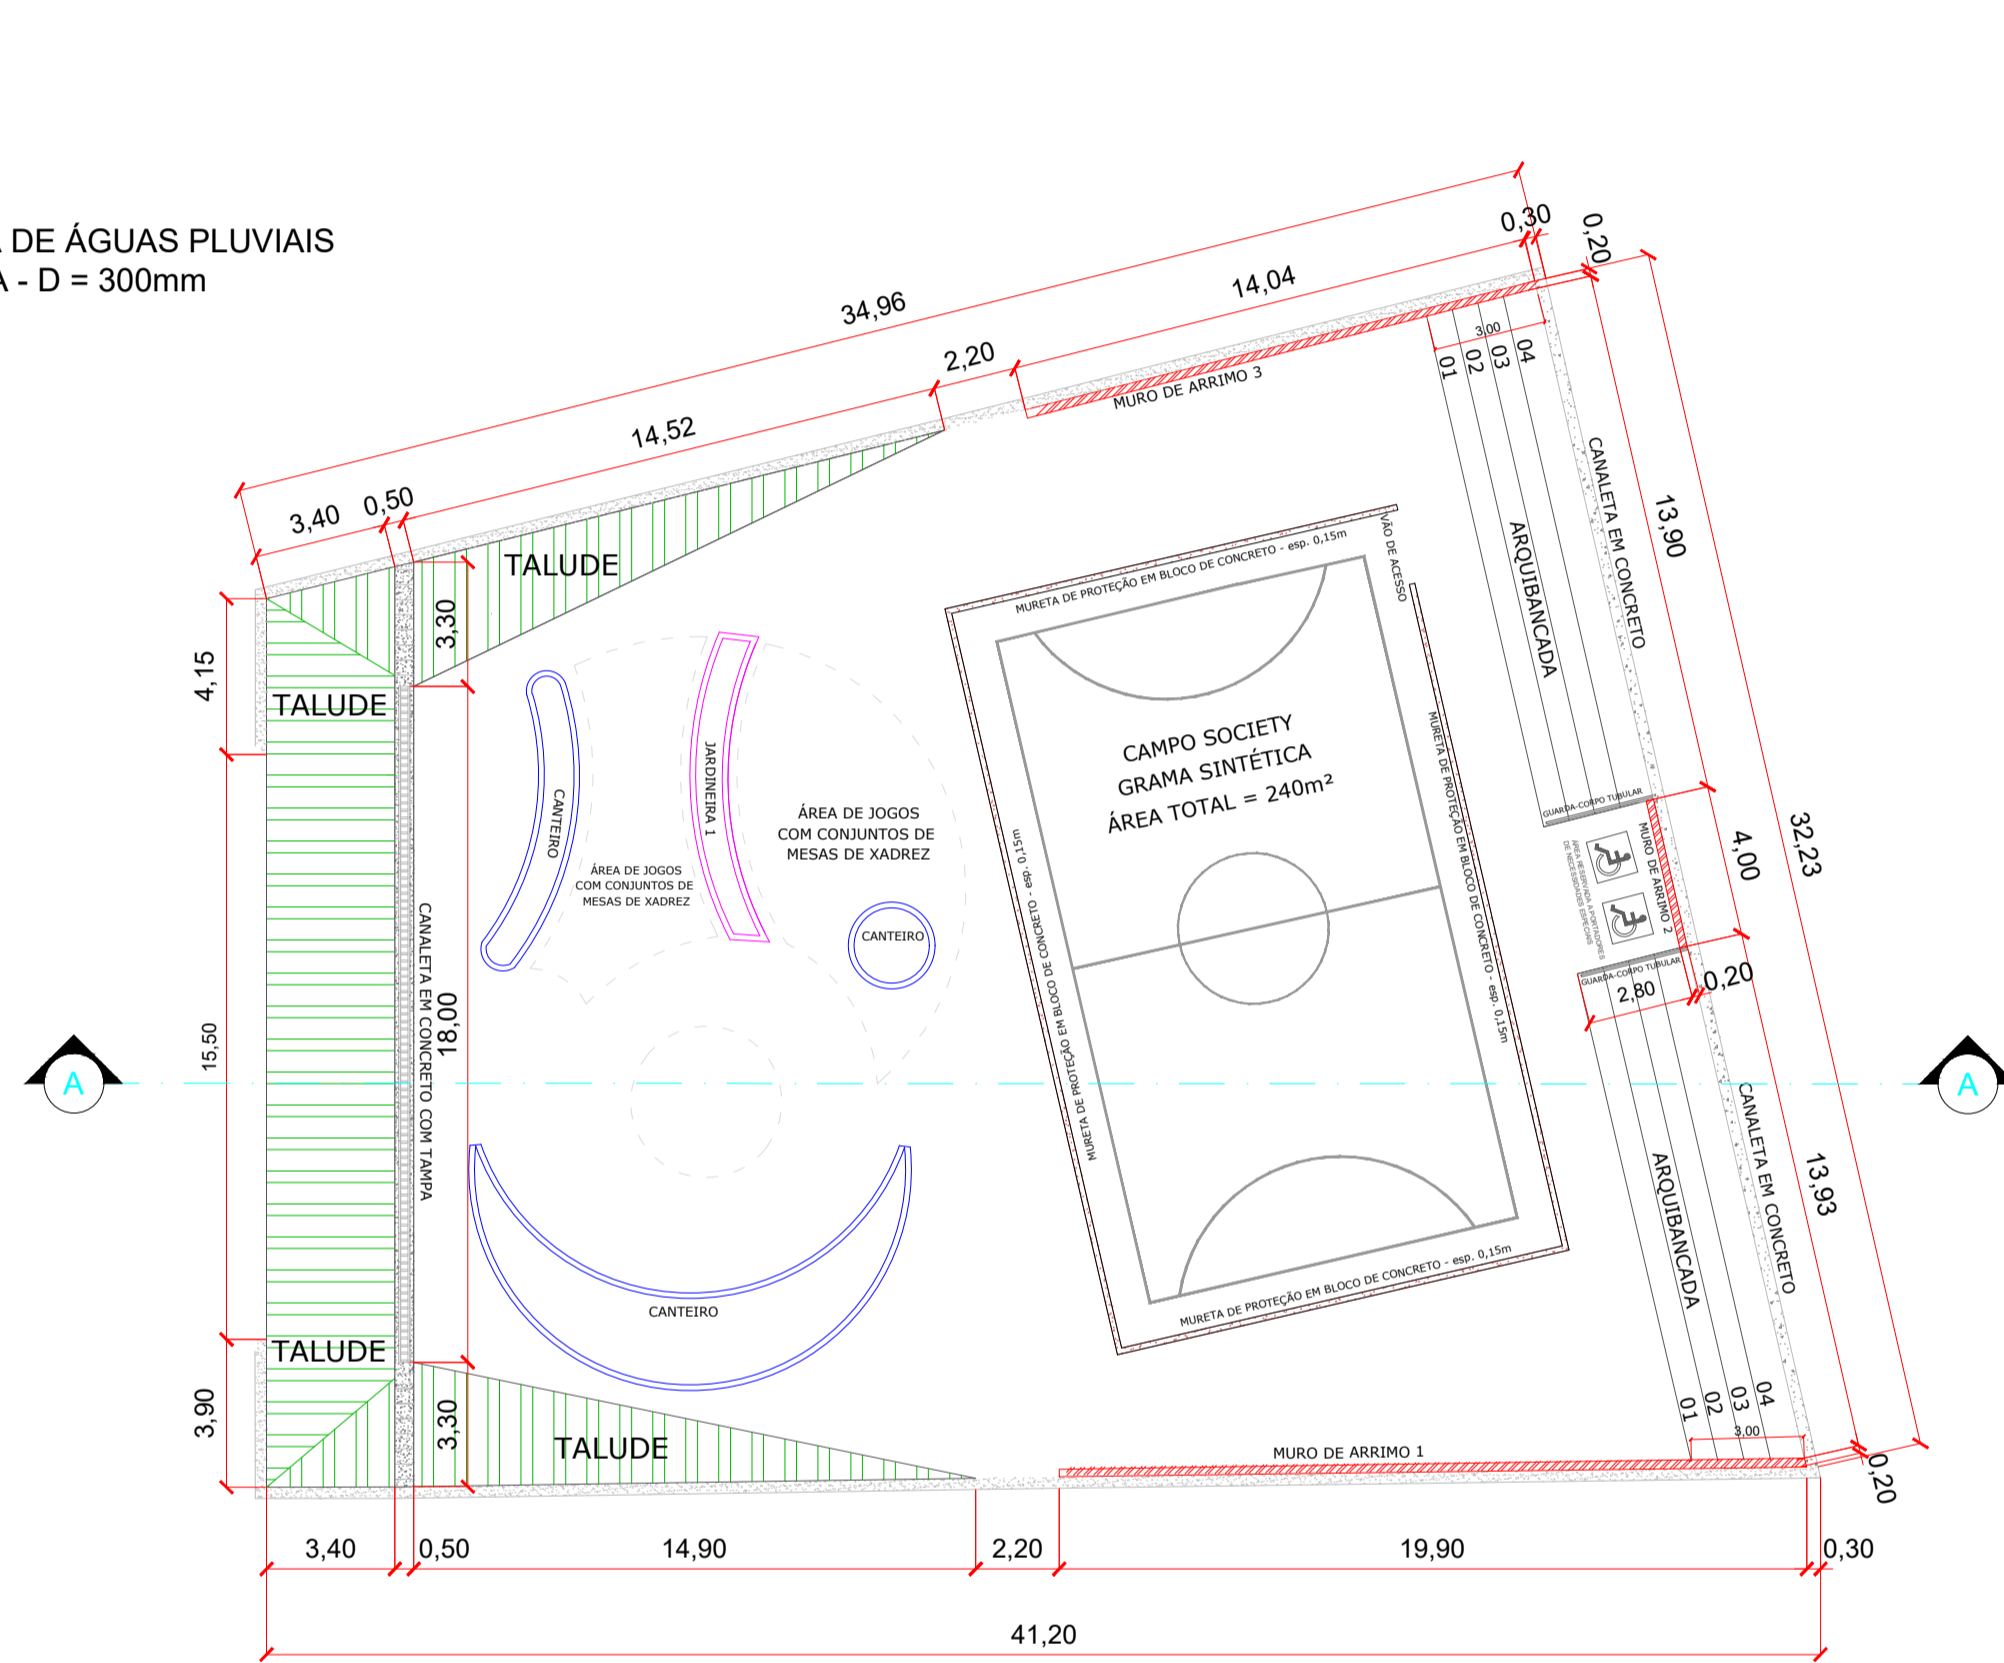 A DE ÁGUAS PLUVIAIS
A - D = 300mm
34,96
0,30
0,20
14,04
2,20
14,52
3,40
0,50
3,00
01
02
03
04
MURO DE ARRIMO 3
TALUDE
3,30
4,15
TALUDE
CANALETA EM CONCRETO
13,90
ARQUIBANCADA
VÃO DE ACESSO
MURETA DE PROTEÇÃO EM BLOCO DE CONCRETO - esp. 0,15m
CAMPO SOCIETY
GRAMA SINTÉTICA
ÁREA TOTAL = 240m²
MURETA DE PROTEÇÃO EM BLOCO DE CONCRETO - esp. 0,15m
MURETA DE PROTEÇÃO EM BLOCO DE CONCRETO - esp. 0,15m
JARDINEIRA 1
CANTEIRO
ÁREA DE JOGOS
COM CONJUNTOS DE
MESAS DE XADREZ
ÁREA DE JOGOS
COM CONJUNTOS DE
MESAS DE XADREZ
CANTEIRO
GUARDA-CORPO TUBULAR
MURO DE ARRIMO 2
ÁREA RESERVADA A PORTADORES
DE NECESSIDADES ESPECIAIS
4,00
32,23
GUARDA-CORPO TUBULAR
2,80
0,20
CANALETA EM CONCRETO COM TAMPA
18,00
15,50
A
A
CANALETA EM CONCRETO
13,93
ARQUIBANCADA
CANTEIRO
MURETA DE PROTEÇÃO EM BLOCO DE CONCRETO - esp. 0,15m
TALUDE
3,90
3,30
TALUDE
MURO DE ARRIMO 1
01
02
03
04
3,00
0,20
3,40
0,50
14,90
2,20
19,90
0,30
41,20